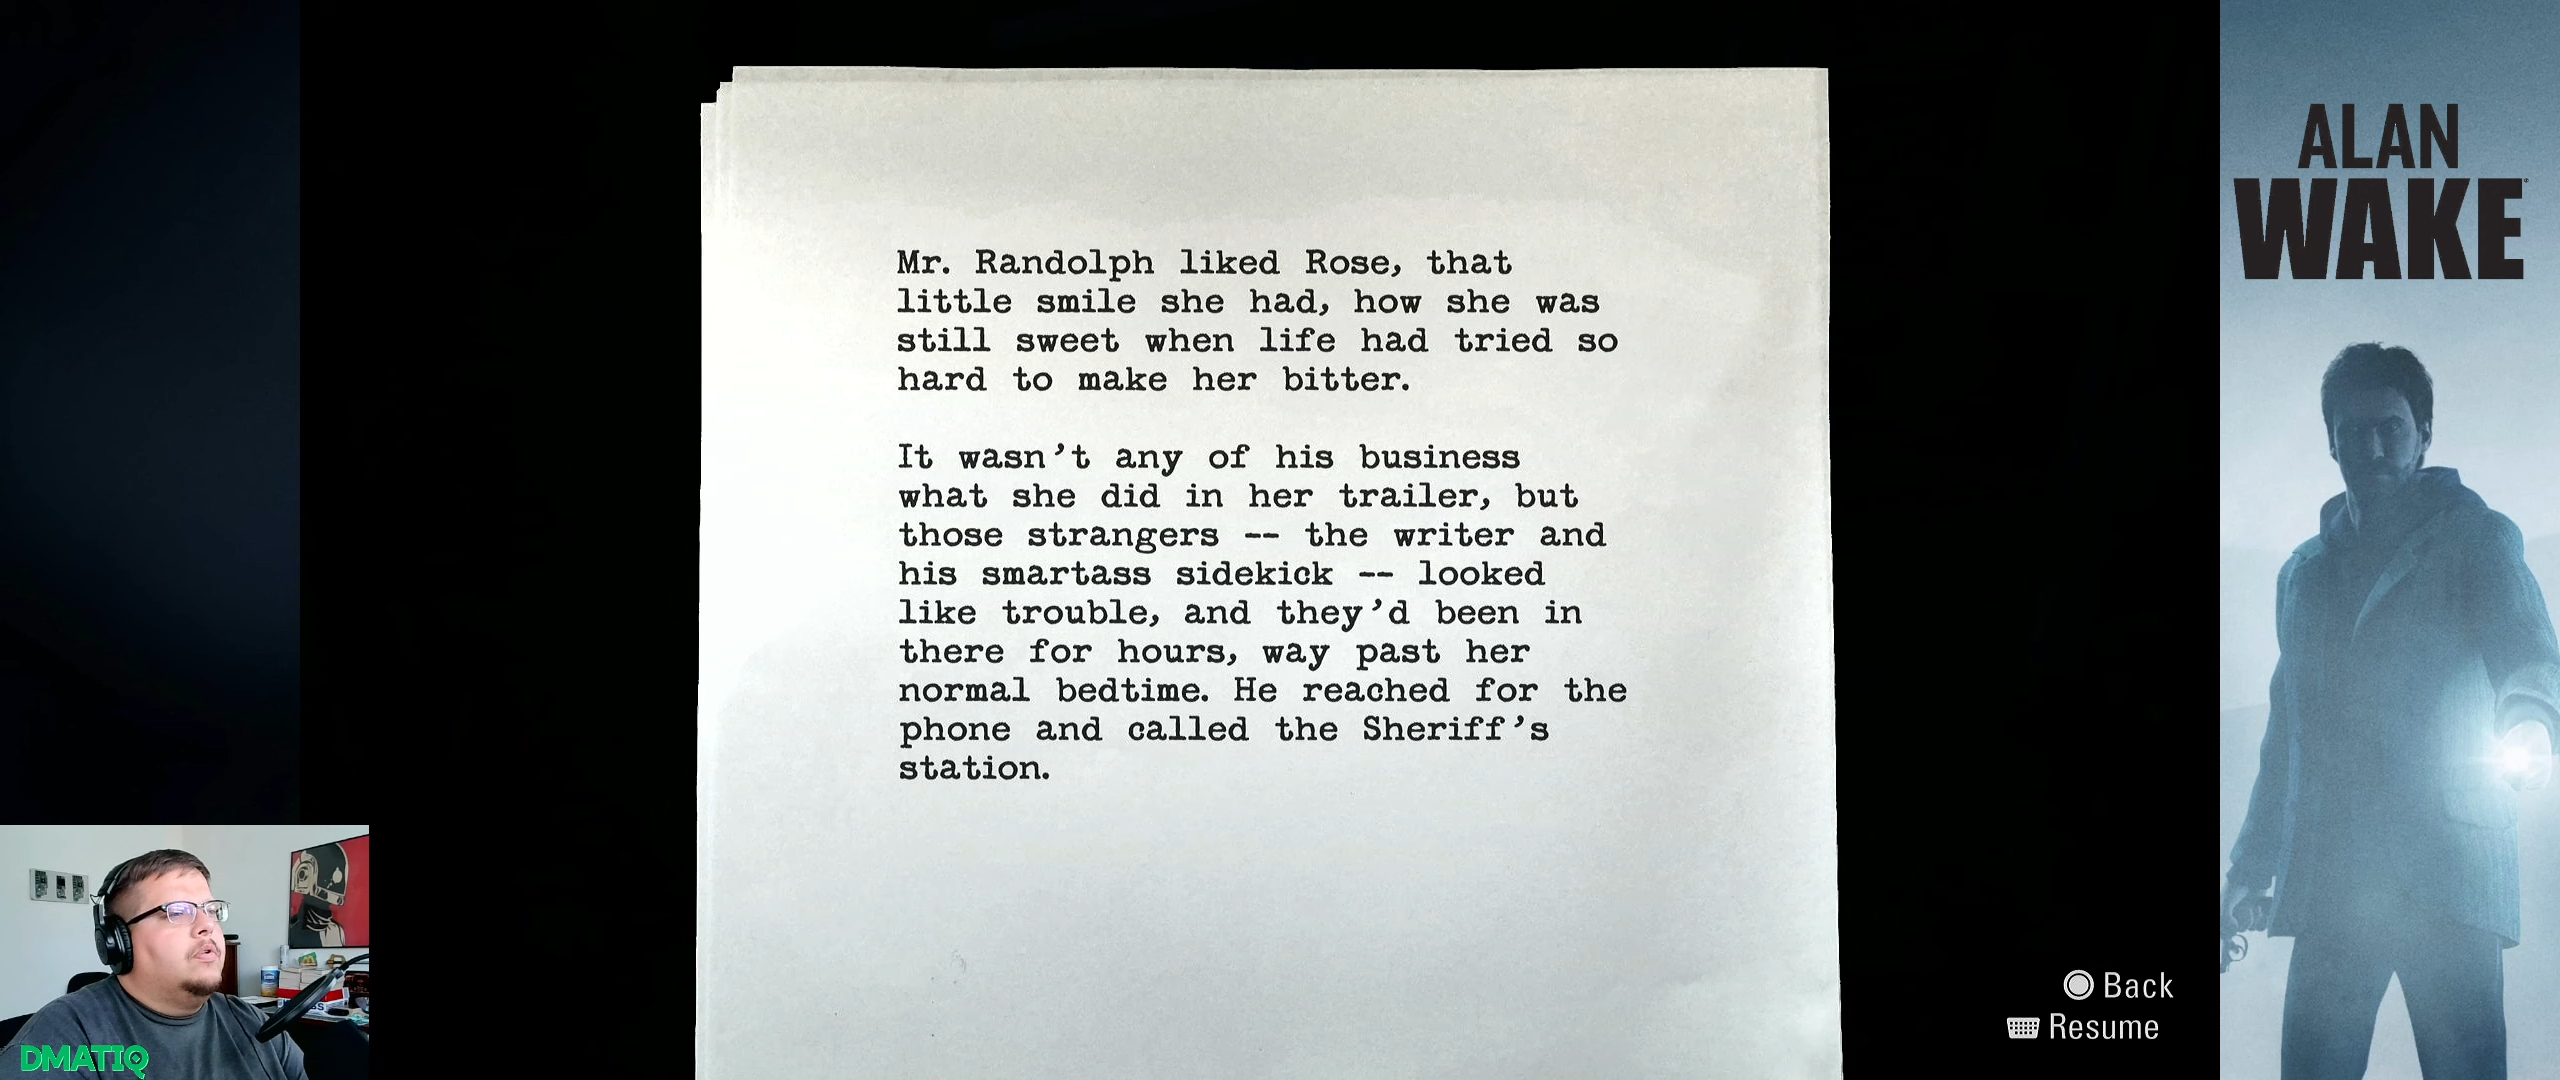 ALAN
WAKE
Mr. Randolph liked Rose, that
little smile she had, how she was
still sweet when life had tried so
hard to make her bitter.
It wasn’t any of his business
what she did in her trailer, but
those strangers -- the writer and
his smartass sidekick -- looked
like trouble, and they’d been in
there for hours, way past her
normal bedtime. He reached for the
phone and called the Sheriff’s
station.
Back
Resume
DMATIQ